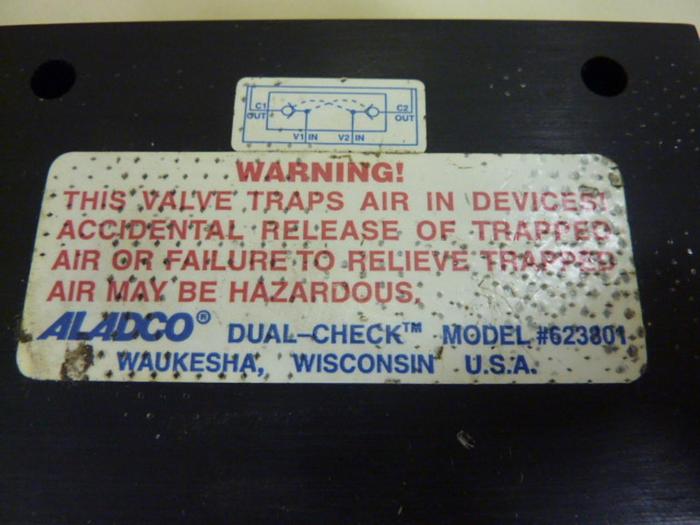 C1 C2
OUT OUT
V1 IN V2 IN
WARNING!
THIS VALVE TRAPS AIR IN DEVICES!
ACCIDENTAL RELEASE OF TRAPPED
AIR OR FAILURE TO RELIEVE TRAPPED
AIR MAY BE HAZARDOUS.
ALADCO® DUAL-CHECK™ MODEL #623801
WAUKESHA, WISCONSIN U.S.A.